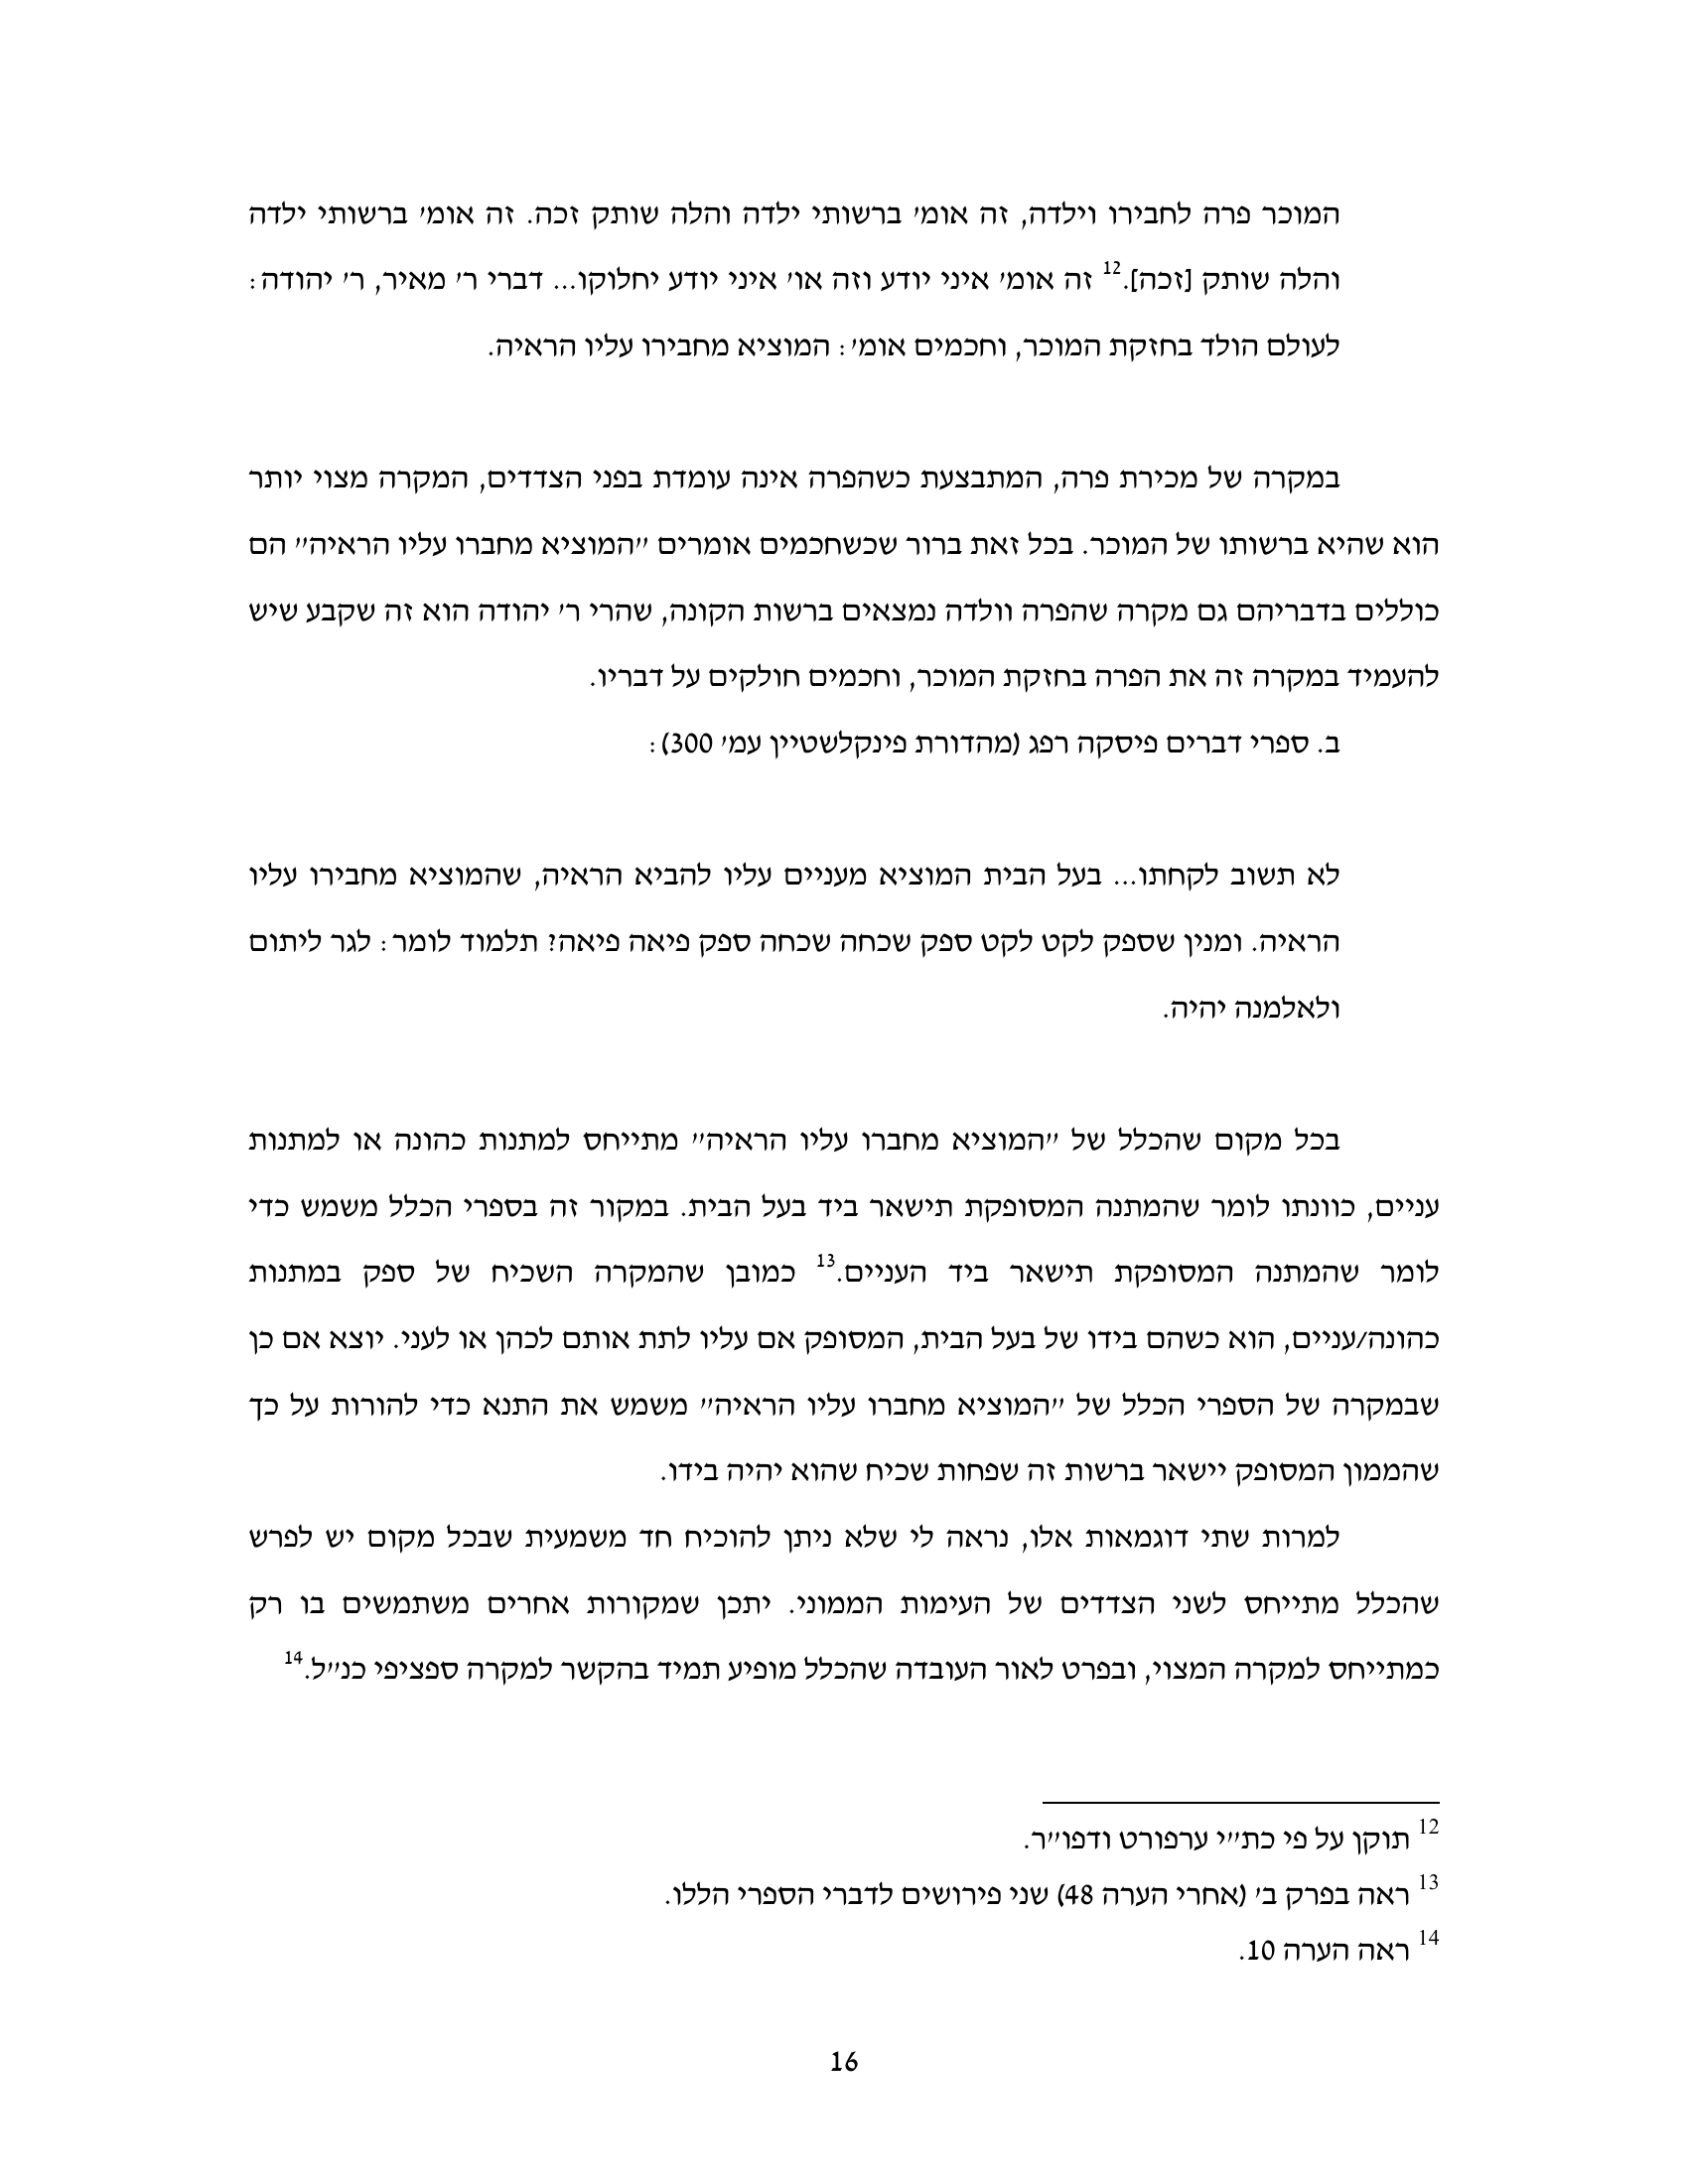 המוכר פרה לחבירו וילדה, זה אומ' ברשותי ילדה והלה שותק זכה. זה אומ' ברשותי ילדה
והלה שותק [זכה].12 זה אומ' איני יודע וזה או' איני יודע יחלוקו... דברי ר' מאיר, ר' יהודה:
לעולם הולד בחזקת המוכר, וחכמים אומ': המוציא מחבירו עליו הראיה.
במקרה של מכירת פרה, המתבצעת כשהפרה אינה עומדת בפני הצדדים, המקרה מצוי יותר
הוא שהיא ברשותו של המוכר. בכל זאת ברור שכשחכמים אומרים "המוציא מחברו עליו הראיה" הם
כוללים בדבריהם גם מקרה שהפרה וולדה נמצאים ברשות הקונה, שהרי ר' יהודה הוא זה שקבע שיש
להעמיד במקרה זה את הפרה בחזקת המוכר, וחכמים חולקים על דבריו.
ב. ספרי דברים פיסקה רפג (מהדורת פינקלשטיין עמ' 300):
לא תשוב לקחתו... בעל הבית המוציא מעניים עליו להביא הראיה, שהמוציא מחבירו עליו
הראיה. ומנין שספק לקט לקט ספק שכחה שכחה ספק פיאה פיאה? תלמוד לומר: לגר ליתום
ולאלמנה יהיה.
בכל מקום שהכלל של "המוציא מחברו עליו הראיה" מתייחס למתנות כהונה או למתנות
עניים, כוונתו לומר שהמתנה המסופקת תישאר ביד בעל הבית. במקור זה בספרי הכלל משמש כדי
לומר שהמתנה המסופקת תישאר ביד העניים.13 כמובן שהמקרה השכיח של ספק במתנות
כהונה/עניים, הוא כשהם בידו של בעל הבית, המסופק אם עליו לתת אותם לכהן או לעני. יוצא אם כן
שבמקרה של הספרי הכלל של "המוציא מחברו עליו הראיה" משמש את התנא כדי להורות על כך
שהממון המסופק יישאר ברשות זה שפחות שכיח שהוא יהיה בידו.
למרות שתי דוגמאות אלו, נראה לי שלא ניתן להוכיח חד משמעית שבכל מקום יש לפרש
שהכלל מתייחס לשני הצדדים של העימות הממוני. יתכן שמקורות אחרים משתמשים בו רק
כמתייחס למקרה המצוי, ובפרט לאור העובדה שהכלל מופיע תמיד בהקשר למקרה ספציפי כנ"ל.14
12 תוקן על פי כת"י ערפורט ודפו"ר.
13 ראה בפרק ב' (אחרי הערה 48) שני פירושים לדברי הספרי הללו.
14 ראה הערה 10.
16